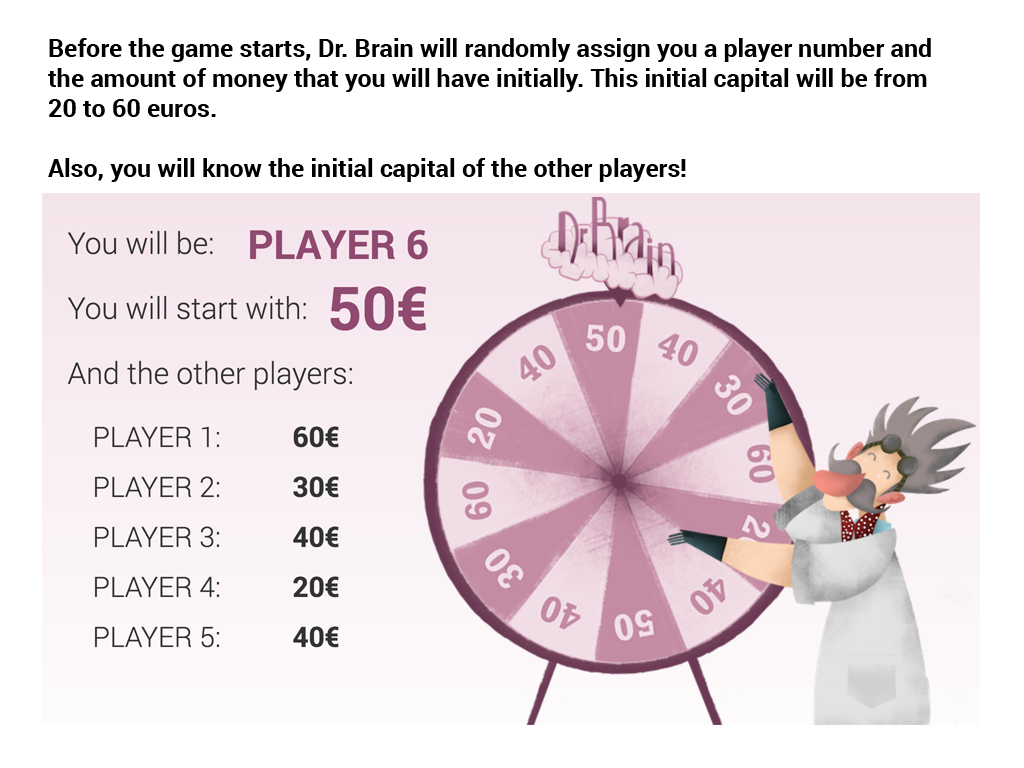 Before the game starts, Dr. Brain will randomly assign you a player number and
the amount of money that you will have initially. This initial capital will be from
20 to 60 euros.
Also, you will know the initial capital of the other players!
Dr Brain
You will be: PLAYER 6
You will start with: 50€
And the other players:
PLAYER 1: 60€
PLAYER 2: 30€
PLAYER 3: 40€
PLAYER 4: 20€
PLAYER 5: 40€
50
40
30
60
2
40
50
40
30
60
20
40